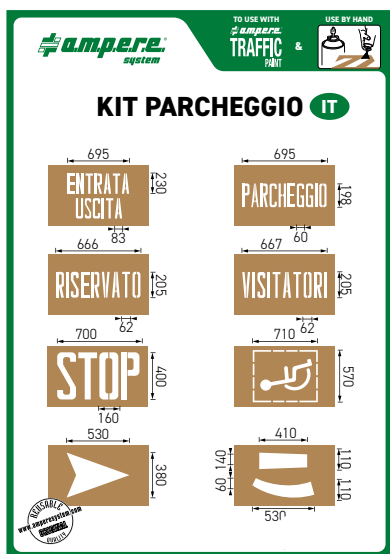 TO USE WITH
USE BY HAND
a.m.p.e.r.e.
system
a.m.p.e.r.e.
TRAFFIC
PAINT
&
KIT PARCHEGGIO IT
695
ENTRATA
USCITA
230
83
695
PARCHEGGIO
198
60
666
RISERVATO
205
62
667
VISITATORI
205
62
700
STOP
400
160
710
570
530
380
410
140
60
110
110
530
REUSABLE
www.amperesystem.com
QUALITY